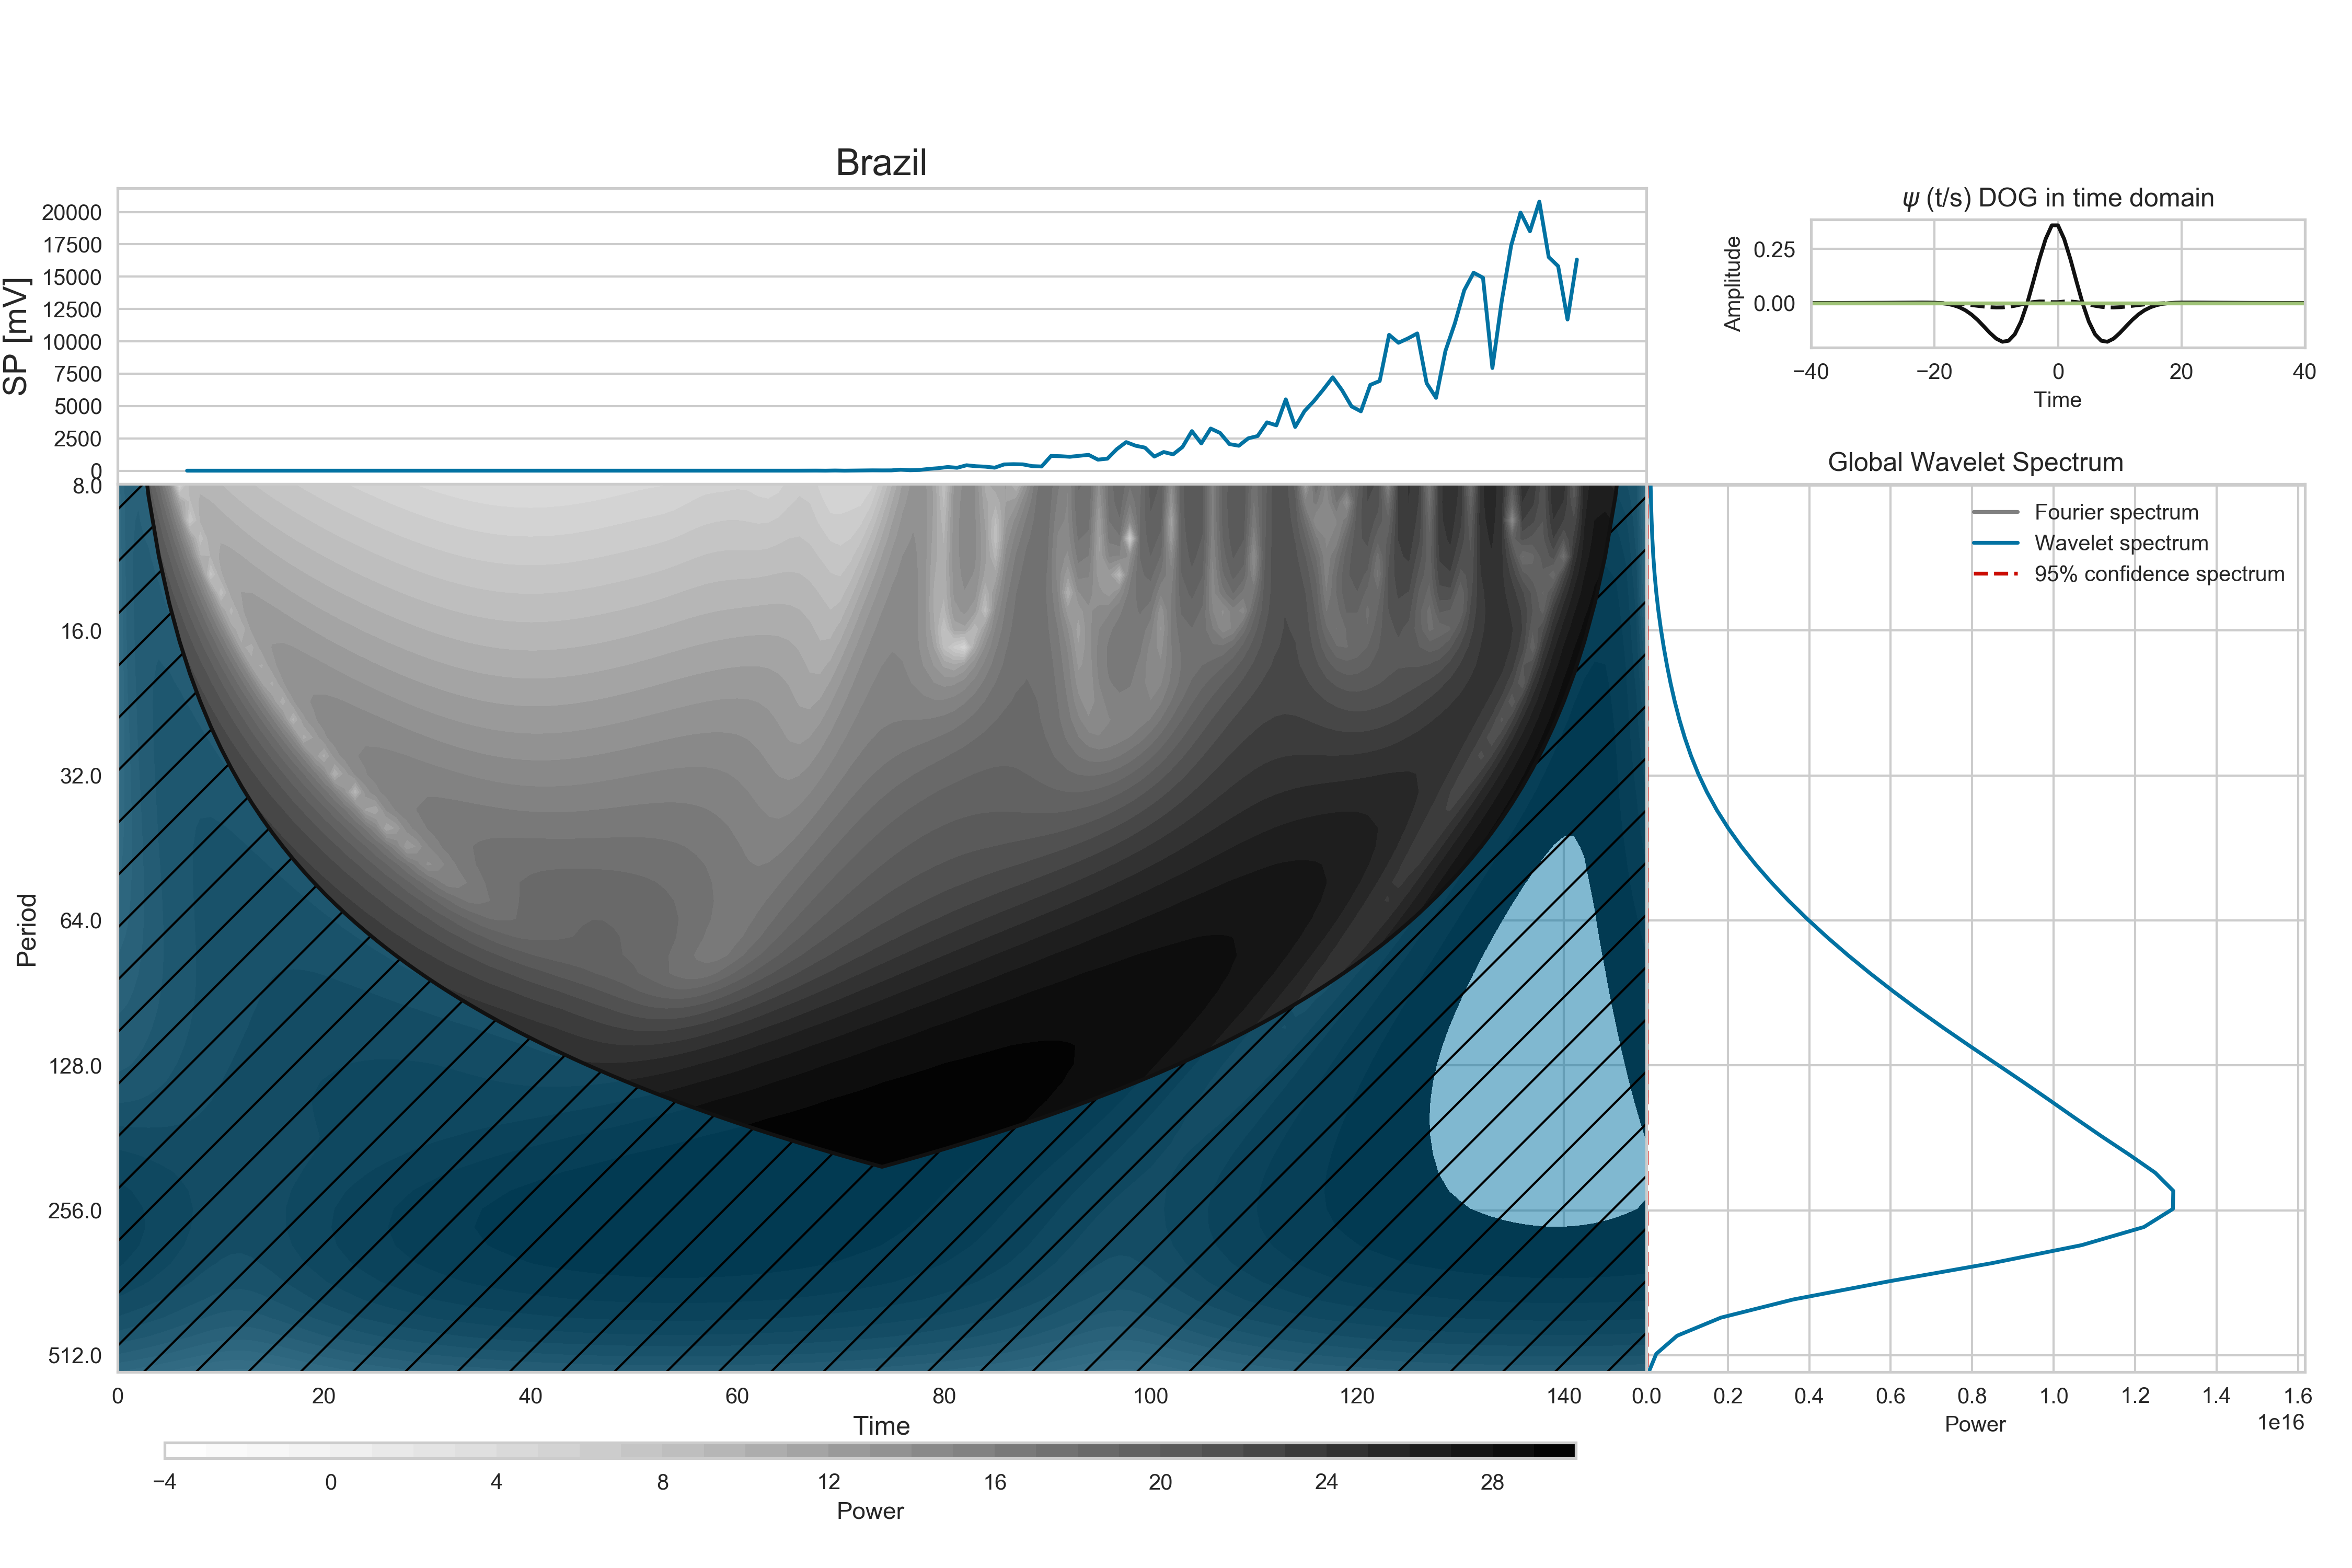 Brazil
SP [mV]
20000
17500
15000
12500
10000
7500
5000
2500
0
ψ (t/s) DOG in time domain
Amplitude
0.25
0.00
−40 −20 0 20 40
Time
Period
8.0
16.0
32.0
64.0
128.0
256.0
512.0
0 20 40 60 80 100 120 140
Time
−4 0 4 8 12 16 20 24 28
Power
Global Wavelet Spectrum
Fourier spectrum
Wavelet spectrum
95% confidence spectrum
0.0 0.2 0.4 0.6 0.8 1.0 1.2 1.4 1.6
Power
1e16